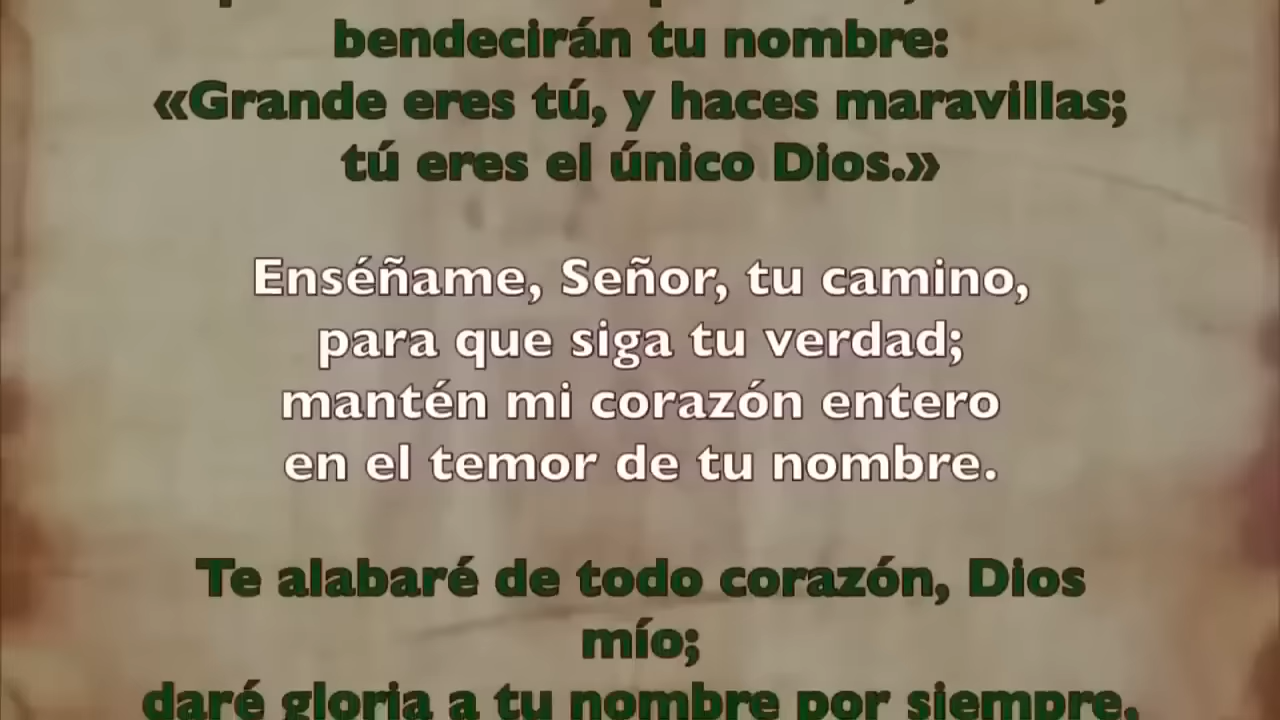 bendecirán tu nombre:
«Grande eres tú, y haces maravillas;
tú eres el único Dios.»
Enséñame, Señor, tu camino,
para que siga tu verdad;
mantén mi corazón entero
en el temor de tu nombre.
Te alabaré de todo corazón, Dios
mío;
daré gloria a tu nombre por siempre,